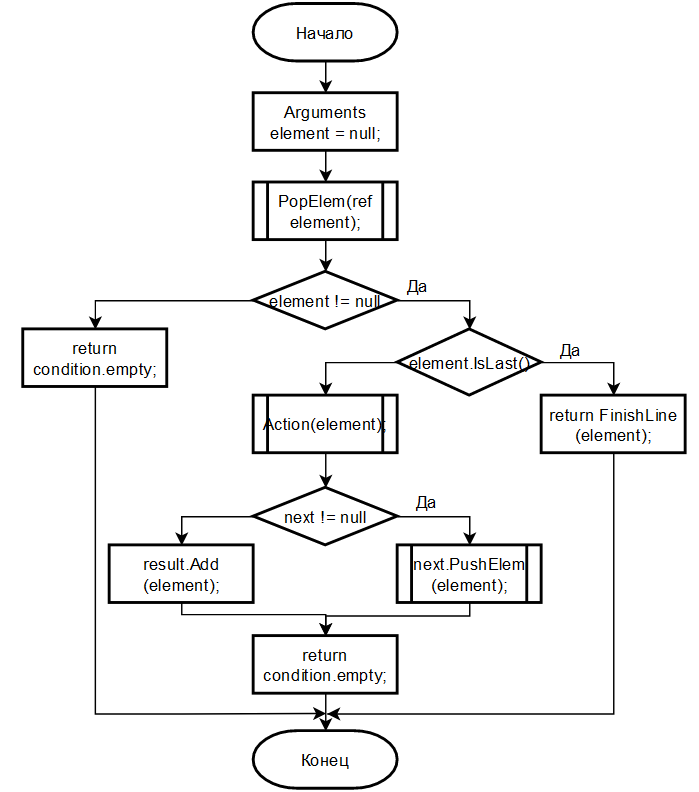 Начало
Arguments
element = null;
PopElem(ref
element);
element != null
Да
return
condition.empty;
element.IsLast()
Да
Action(element);
return FinishLine
(element);
next != null
Да
result.Add
(element);
next.PushElem
(element);
return
condition.empty;
Конец